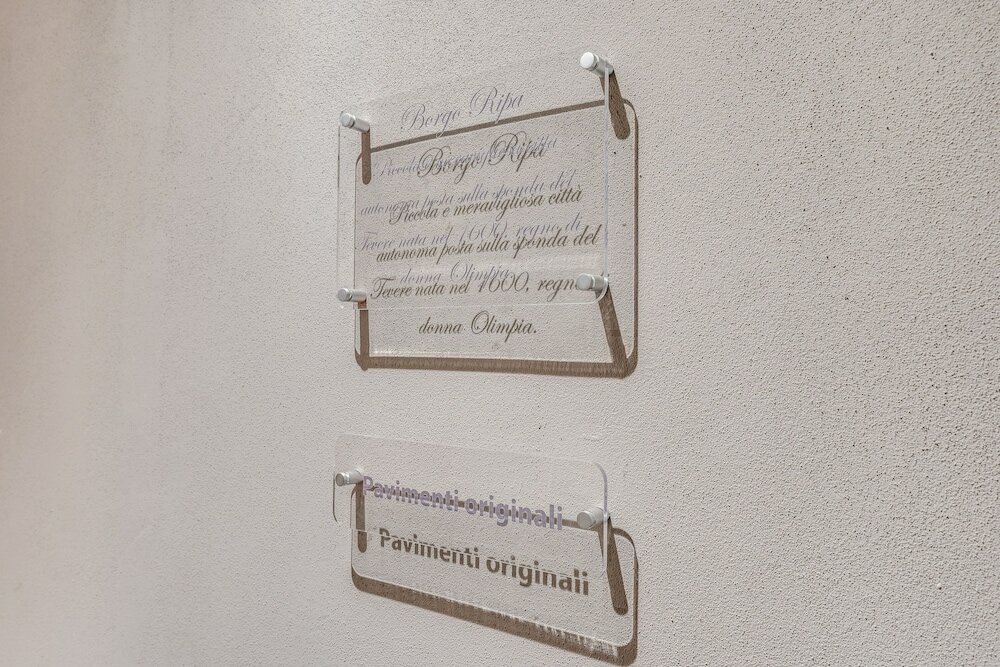 Borgo Ripa
Piccola e meravigliosa città
autonoma posta sulla sponda del
Tevere nata nel 1600, regno di
donna Olimpia.
Pavimenti originali